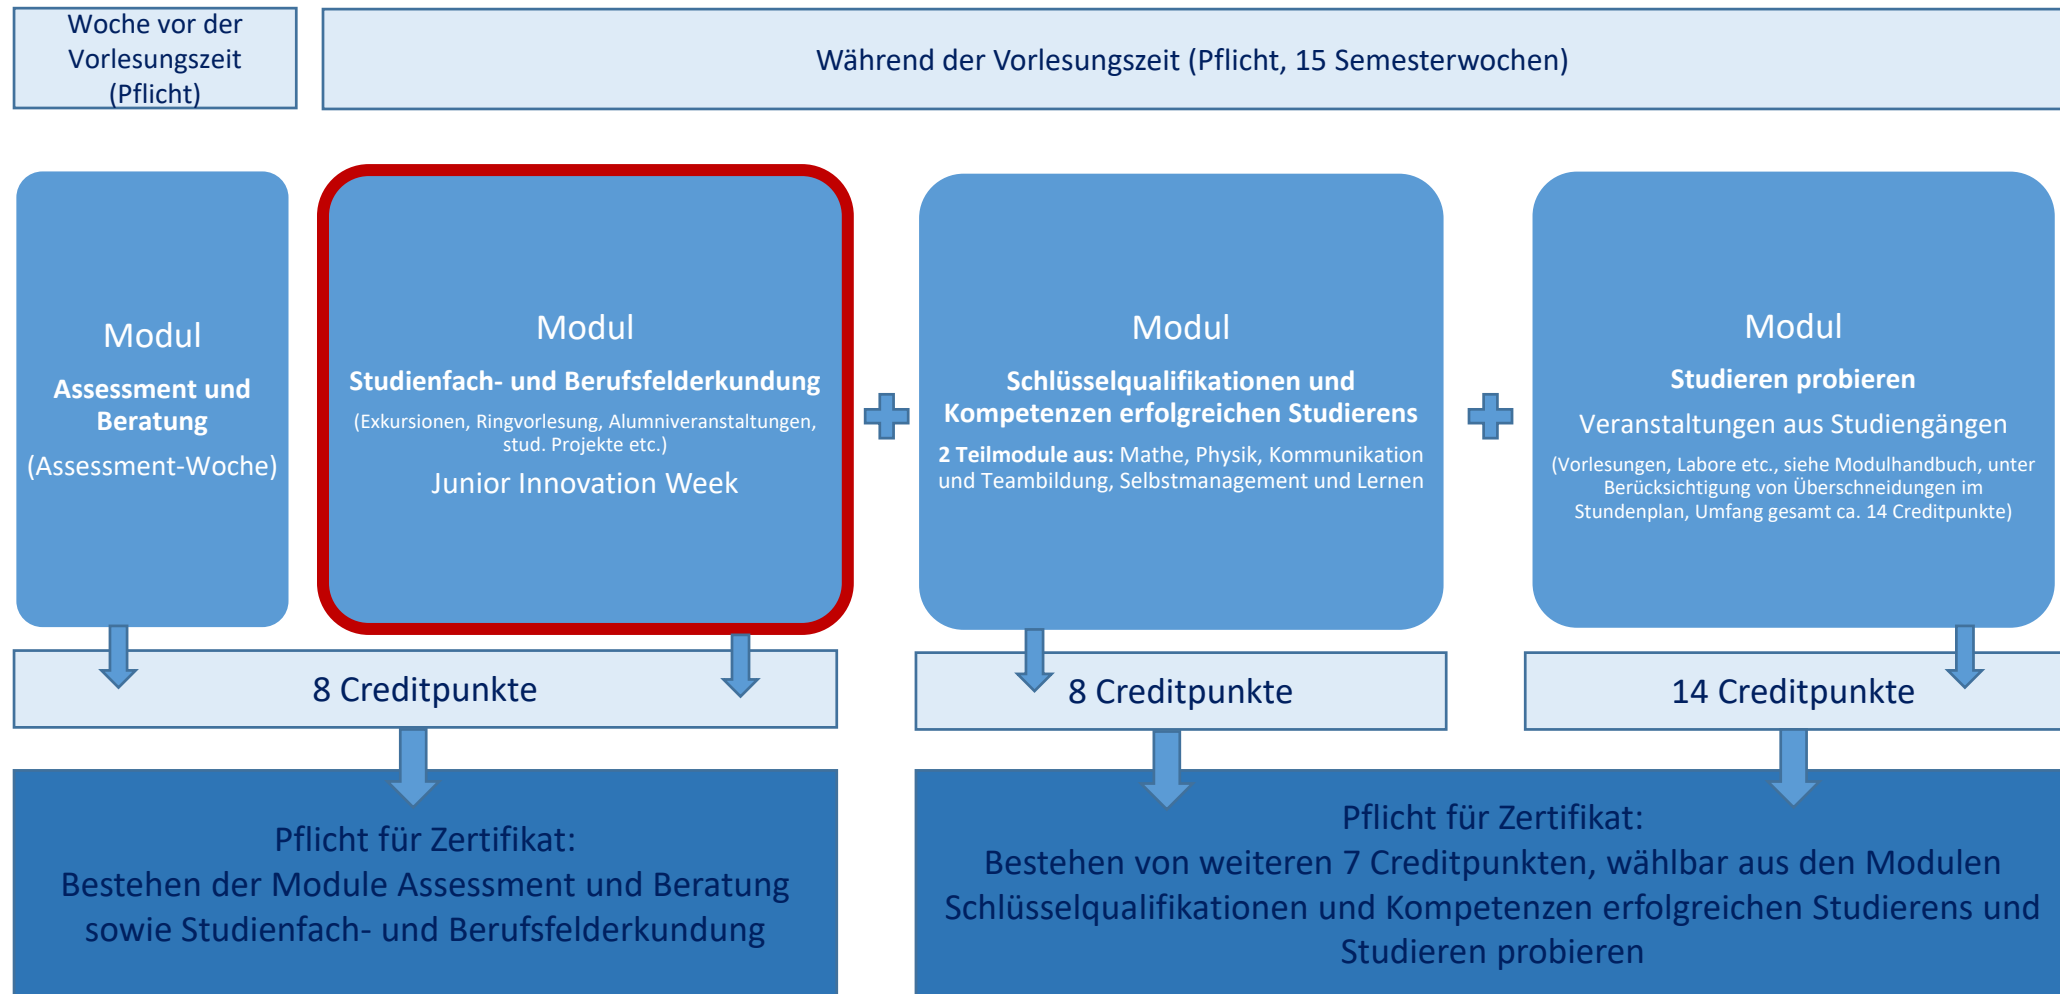 Woche vor der
Vorlesungszeit
(Pflicht)
Während der Vorlesungszeit (Pflicht, 15 Semesterwochen)
Modul
Assessment und
Beratung
(Assessment-Woche)
Modul
Studienfach- und Berufsfelderkundung
(Exkursionen, Ringvorlesung, Alumniveranstaltungen,
stud. Projekte etc.)
Junior Innovation Week
Modul
Schlüsselqualifikationen und
Kompetenzen erfolgreichen Studierens
2 Teilmodule aus: Mathe, Physik, Kommunikation
und Teambildung, Selbstmanagement und Lernen
Modul
Studieren probieren
Veranstaltungen aus Studiengängen
(Vorlesungen, Labore etc., siehe Modulhandbuch, unter
Berücksichtigung von Überschneidungen im
Stundenplan, Umfang gesamt ca. 14 Creditpunkte)
8 Creditpunkte
8 Creditpunkte
14 Creditpunkte
Pflicht für Zertifikat:
Bestehen der Module Assessment und Beratung
sowie Studienfach- und Berufsfelderkundung
Pflicht für Zertifikat:
Bestehen von weiteren 7 Creditpunkten, wählbar aus den Modulen
Schlüsselqualifikationen und Kompetenzen erfolgreichen Studierens und
Studieren probieren